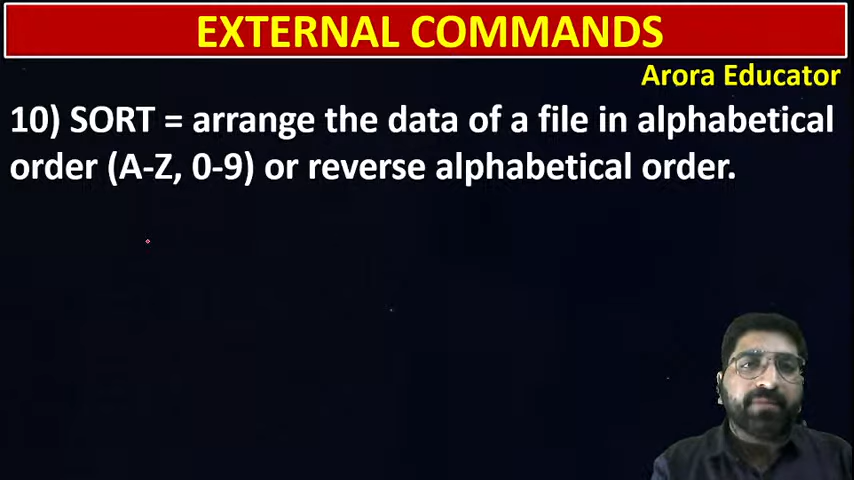 EXTERNAL COMMANDS
Arora Educator
10) SORT = arrange the data of a file in alphabetical
order (A-Z, 0-9) or reverse alphabetical order.